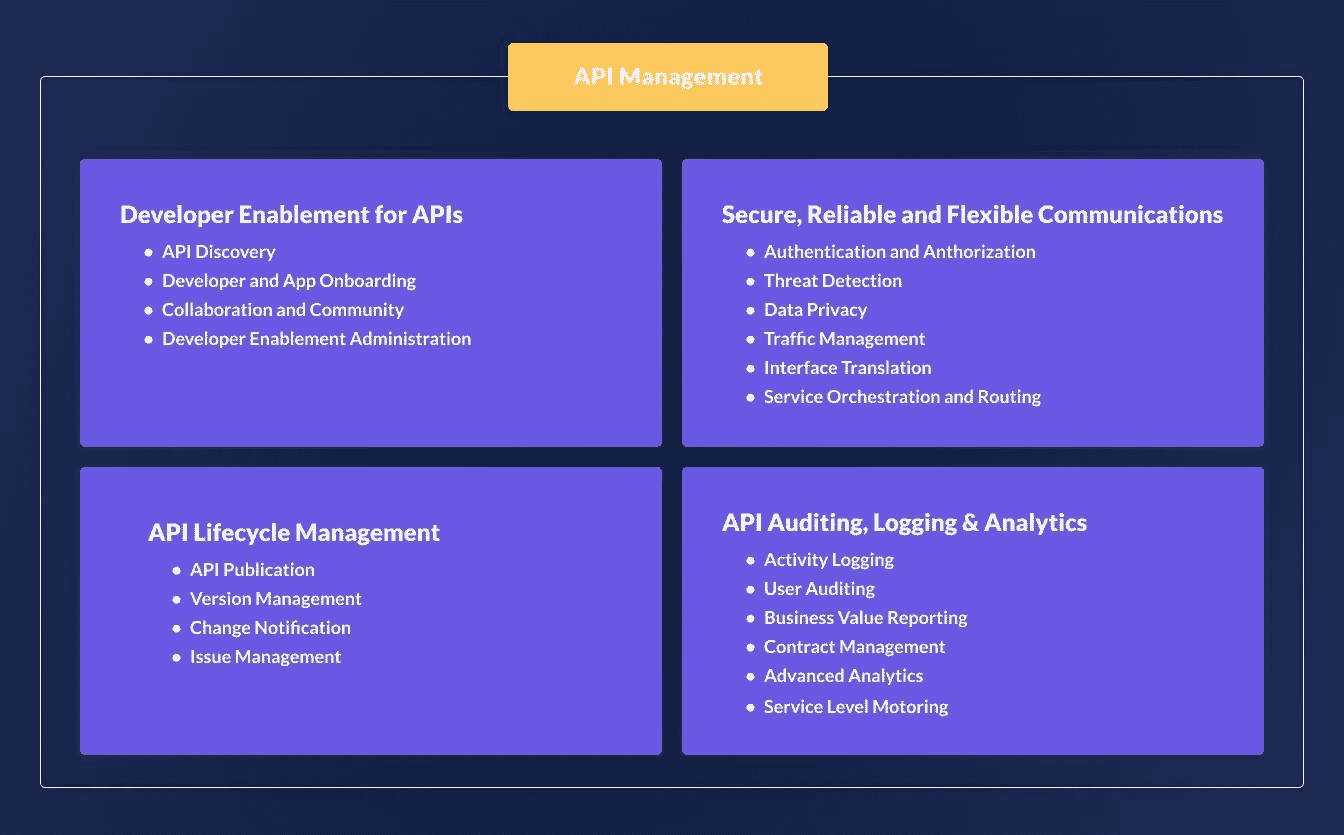 API Management
Developer Enablement for APIs
• API Discovery
• Developer and App Onboarding
• Collaboration and Community
• Developer Enablement Administration
Secure, Reliable and Flexible Communications
• Authentication and Anthorization
• Threat Detection
• Data Privacy
• Traffic Management
• Interface Translation
• Service Orchestration and Routing
API Lifecycle Management
• API Publication
• Version Management
• Change Notification
• Issue Management
API Auditing, Logging & Analytics
• Activity Logging
• User Auditing
• Business Value Reporting
• Contract Management
• Advanced Analytics
• Service Level Motoring